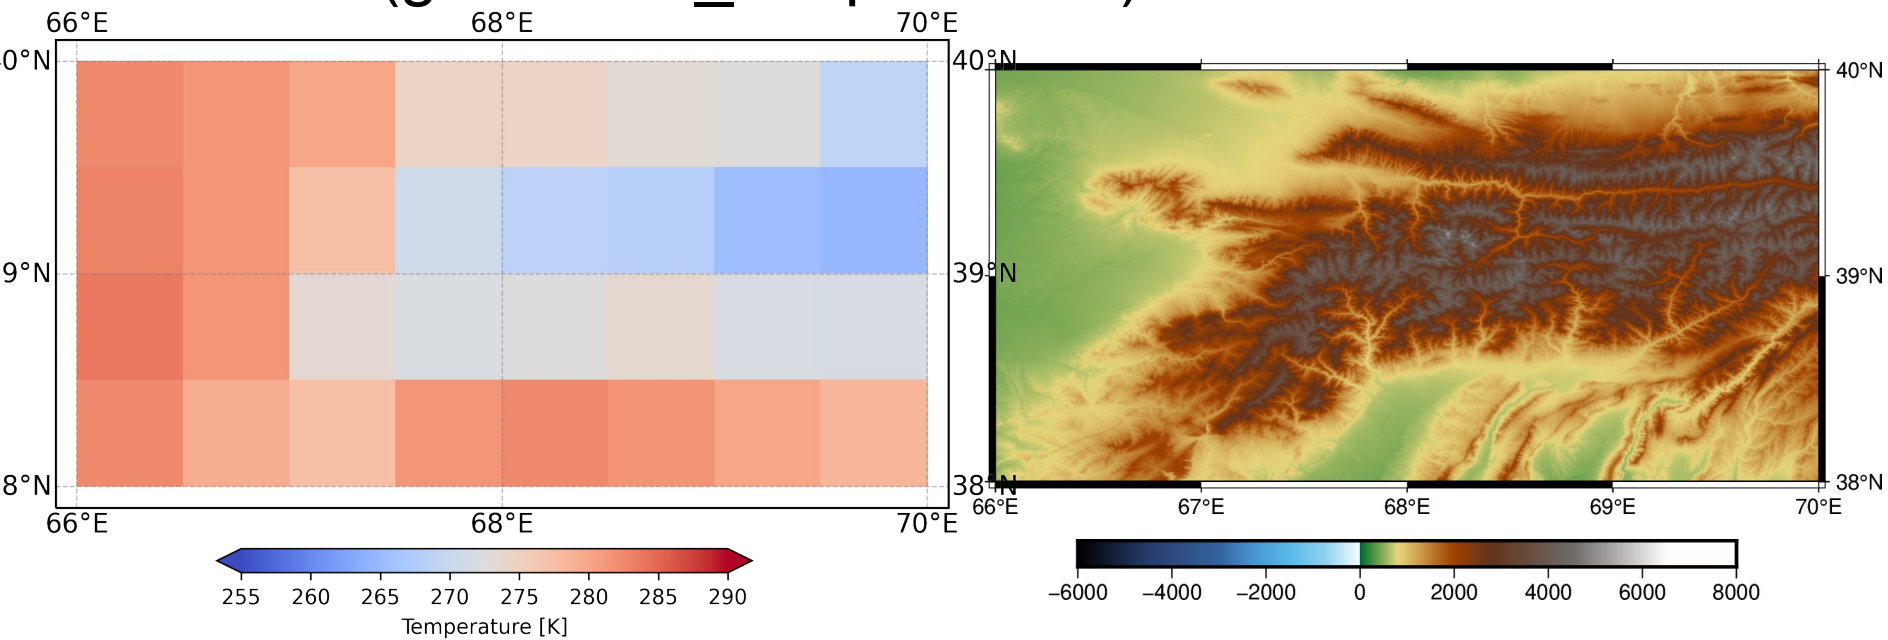 66°E 68°E 70°E
0°N 40°N 40°N
9°N 39°N 39°N
8°N 38°N 38°N
66°E 67°E 68°E 69°E 70°E
66°E 68°E 70°E
255 260 265 270 275 280 285 290
Temperature [K]
−6000 −4000 −2000 0 2000 4000 6000 8000